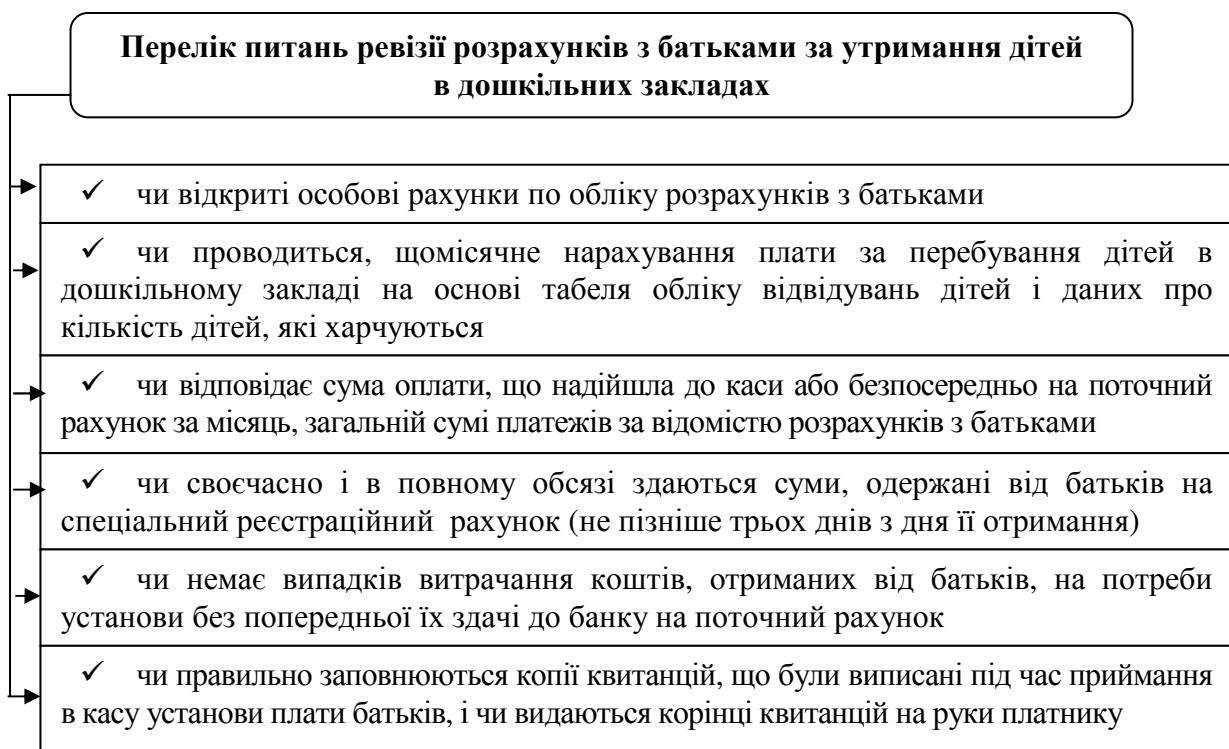 Перелік питань ревізії розрахунків з батьками за утримання дітей
в дошкільних закладах
✓ чи відкриті особові рахунки по обліку розрахунків з батьками
✓ чи проводиться, щомісячне нарахування плати за перебування дітей в
дошкільному закладі на основі табеля обліку відвідувань дітей і даних про
кількість дітей, які харчуються
✓ чи відповідає сума оплати, що надійшла до каси або безпосередньо на поточний
рахунок за місяць, загальній сумі платежів за відомістю розрахунків з батьками
✓ чи своєчасно і в повному обсязі здаються суми, одержані від батьків на
спеціальний реєстраційний рахунок (не пізніше трьох днів з дня її отримання)
✓ чи немає випадків витрачання коштів, отриманих від батьків, на потреби
установи без попередньої їх здачі до банку на поточний рахунок
✓ чи правильно заповнюються копії квитанцій, що були виписані під час приймання
в касу установи плати батьків, і чи видаються корінці квитанцій на руки платнику